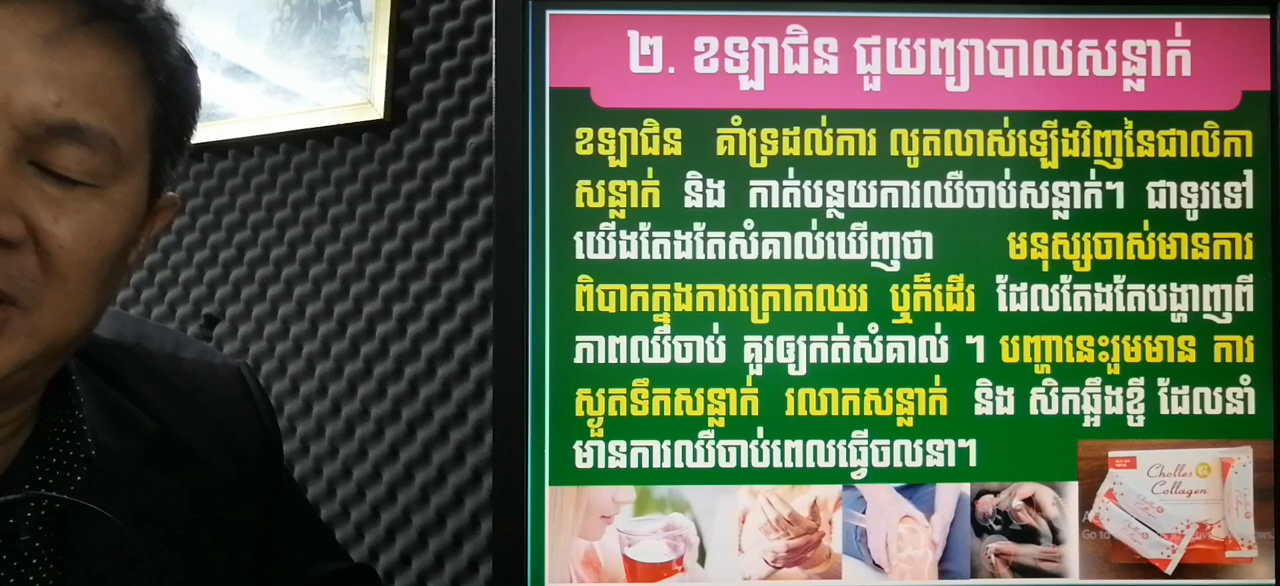 ២. ខឡាជិន ជួយព្យាបាលសន្លាក់
ខឡាជិន គាំទ្រដល់ការ លូតលាស់ឡើងវិញនៃជាលិកា
សន្លាក់ និង កាត់បន្ថយការឈឺចាប់សន្លាក់។ ជាទូរទៅ
យើងតែងតែសំគាល់ឃើញថា មនុស្សចាស់មានការ
ពិបាកក្នុងការក្រោកឈរ ឬក៏ដើរ ដែលតែងតែបង្ហាញពី
ភាពឈឺចាប់ គួរឲ្យកត់សំគាល់ ។ បញ្ហានេះរួមមាន ការ
ស្ងួតទឹកសន្លាក់ រលាកសន្លាក់ និង សឹកឆ្អឹងខ្ចី ដែលនាំ
មានការឈឺចាប់ពេលធ្វើចលនា។
Cholles
Collagen